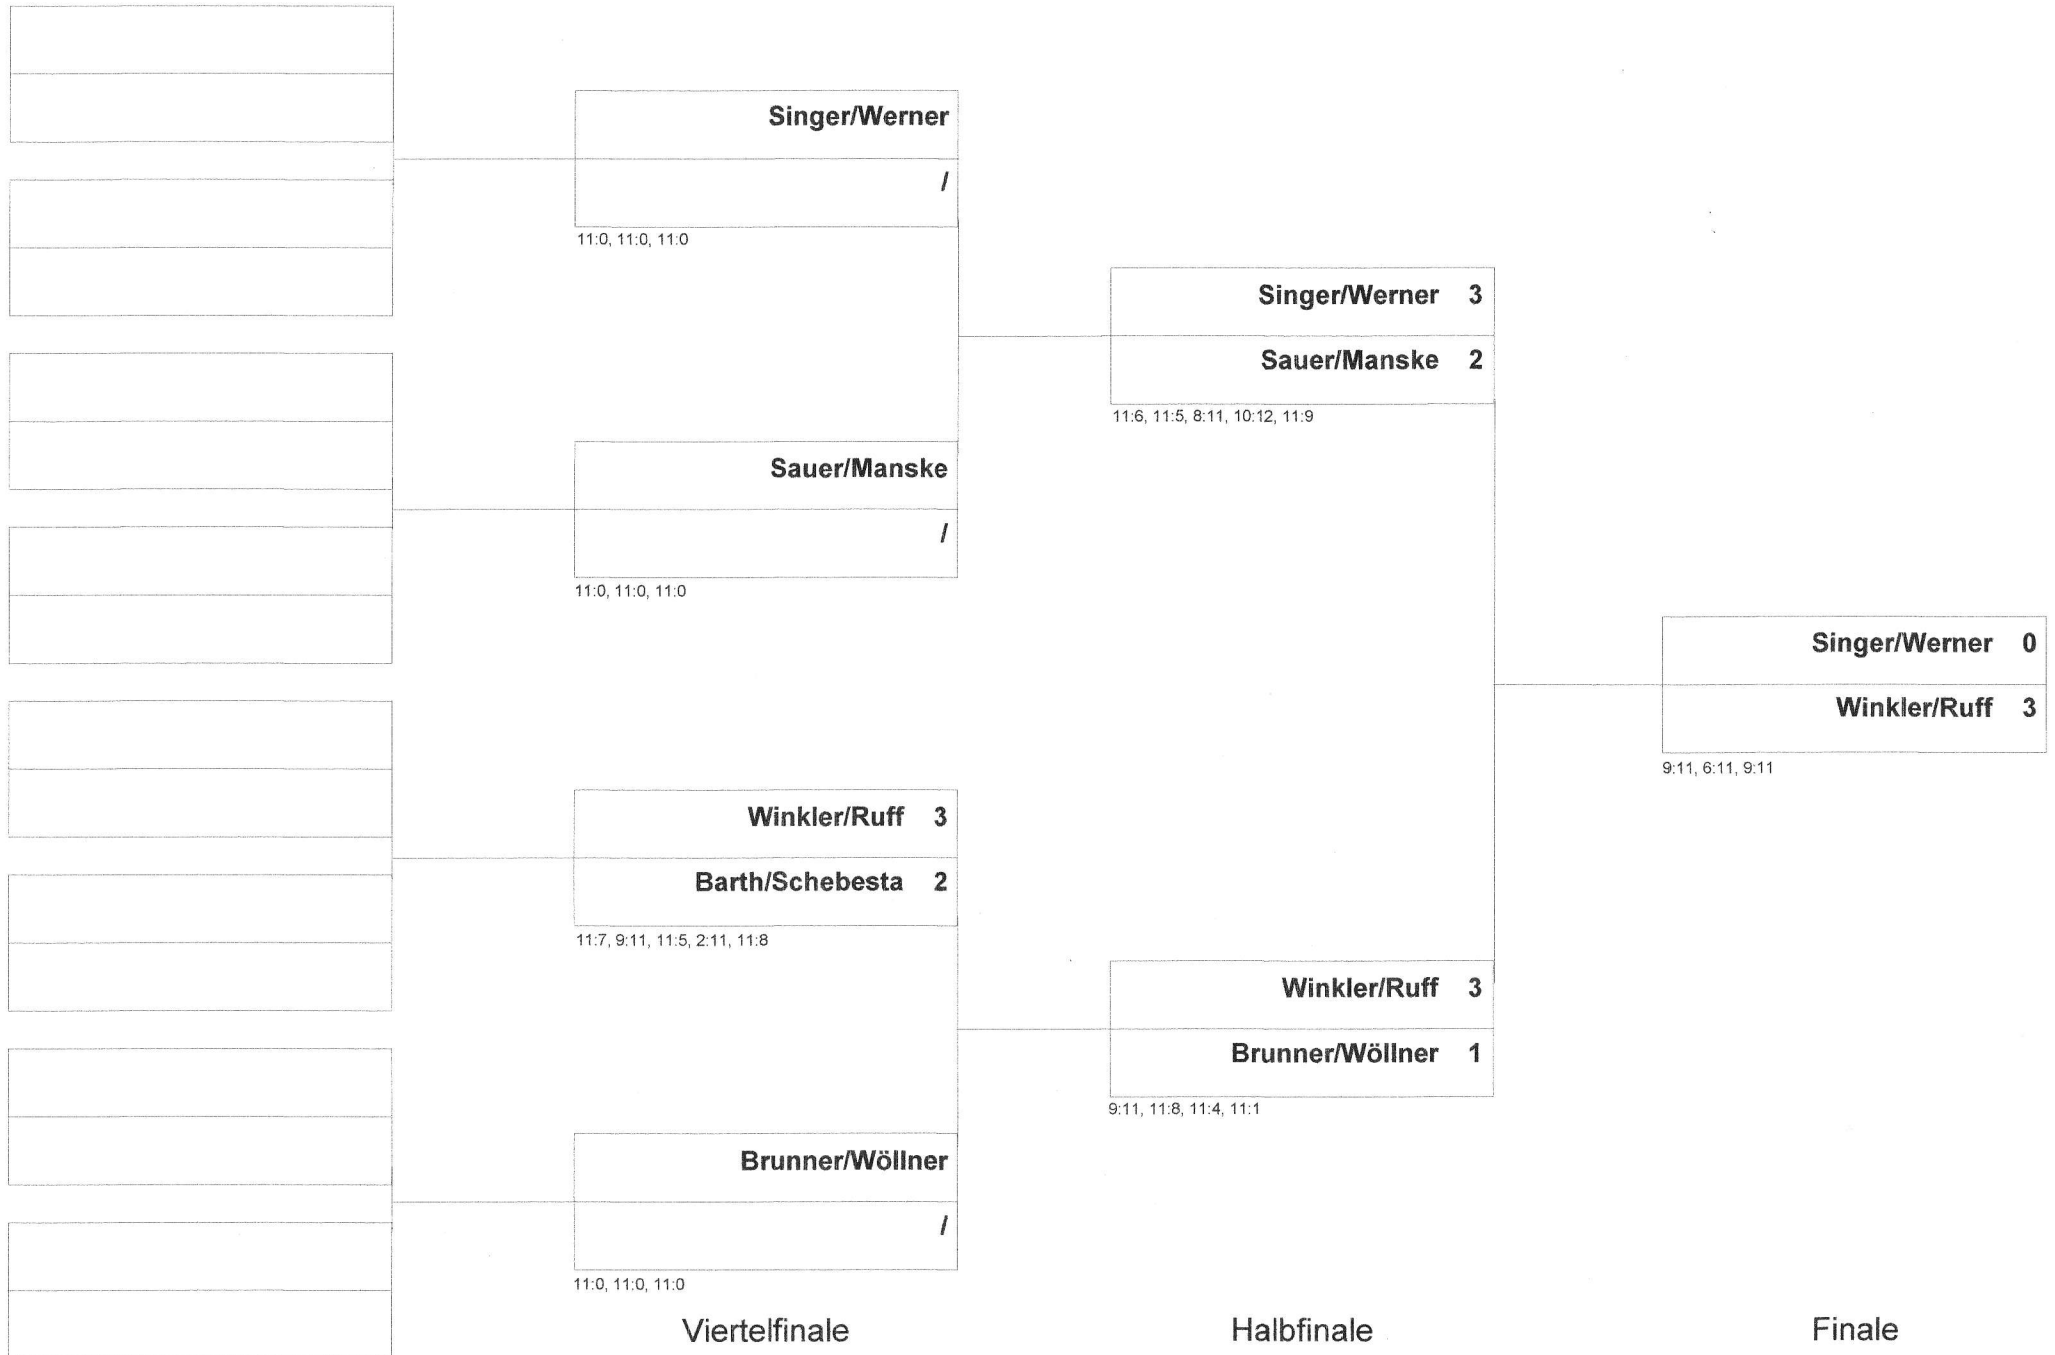 Singer/Werner
/
11:0, 11:0, 11:0
Sauer/Manske
/
11:0, 11:0, 11:0
Winkler/Ruff 3
Barth/Schebesta 2
11:7, 9:11, 11:5, 2:11, 11:8
Brunner/Wöllner
/
11:0, 11:0, 11:0
Viertelfinale
Singer/Werner 3
Sauer/Manske 2
11:6, 11:5, 8:11, 10:12, 11:9
Winkler/Ruff 3
Brunner/Wöllner 1
9:11, 11:8, 11:4, 11:1
Halbfinale
Singer/Werner 0
Winkler/Ruff 3
9:11, 6:11, 9:11
Finale